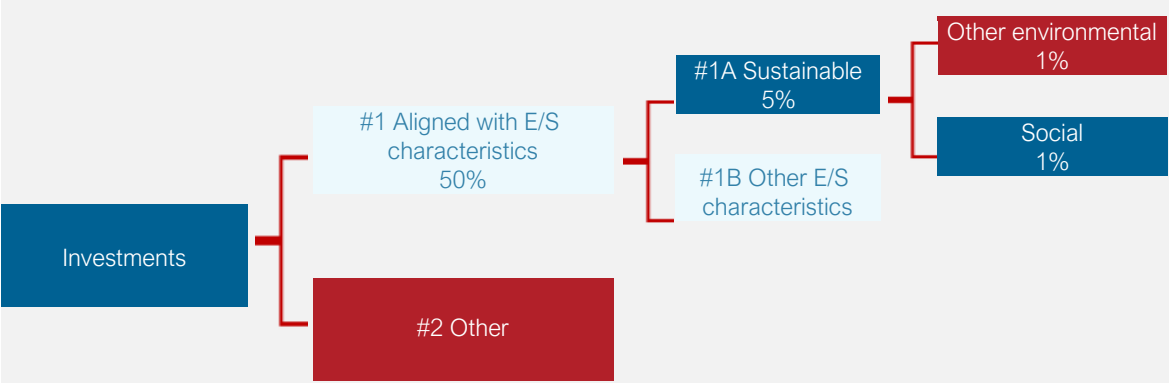 Investments
#1 Aligned with E/S
characteristics
50%
#2 Other
#1A Sustainable
5%
#1B Other E/S
characteristics
Other environmental
1%
Social
1%